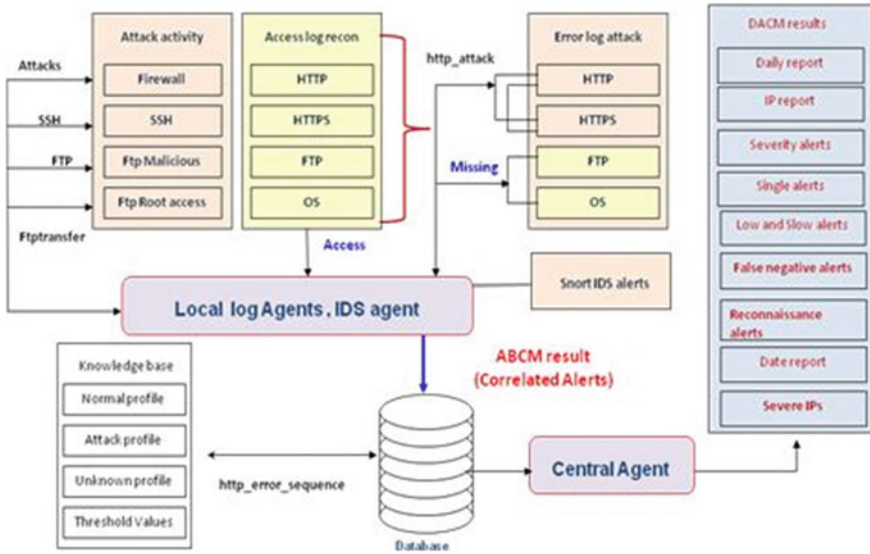 Attack activity
Attacks
Firewall
SSH
SSH
FTP
Ftp Malicious
Ftp Root access
Ftptransfer
Access log recon
HTTP
HTTPS
FTP
OS
Access
Error log attack
http_attack
HTTP
HTTPS
Missing
FTP
OS
Snort IDS alerts
Local log Agents , IDS agent
ABCM result
(Correlated Alerts)
Knowledge base
Normal profile
Attack profile
Unknown profile
Threshold Values
http_error_sequence
Database
Central Agent
DACM results
Daily report
IP report
Severity alerts
Single alerts
Low and Slow alerts
False negative alerts
Reconnaissance
alerts
Date report
Severe IPs